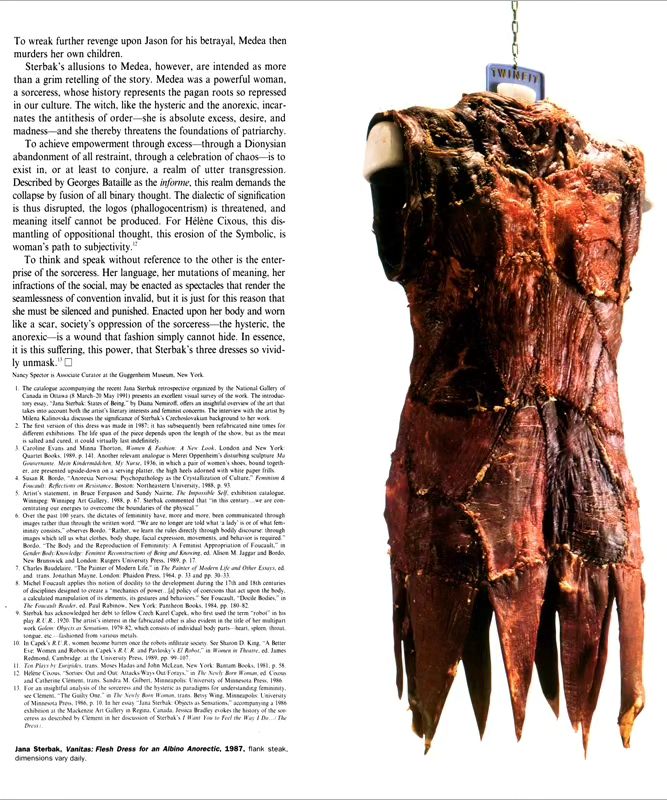 To wreak further revenge upon Jason for his betrayal, Medea then
murders her own children.
Sterbak's allusions to Medea, however, are intended as more
than a grim retelling of the story. Medea was a powerful woman,
a sorceress, whose history represents the pagan roots so repressed
in our culture. The witch, like the hysteric and the anorexic, incar-
nates the antithesis of order—she is absolute excess, desire, and
madness—and she thereby threatens the foundations of patriarchy.
To achieve empowerment through excess—through a Dionysian
abandonment of all restraint, through a celebration of chaos—is to
exist in, or at least to conjure, a realm of utter transgression.
Described by Georges Bataille as the informe, this realm demands the
collapse by fusion of all binary thought. The dialectic of signification
is thus disrupted, the logos (phallogocentrism) is threatened, and
meaning itself cannot be produced. For Hélène Cixous, this dis-
mantling of oppositional thought, this erosion of the Symbolic, is
woman's path to subjectivity.12
To think and speak without reference to the other is the enter-
prise of the sorceress. Her language, her mutations of meaning, her
infractions of the social, may be enacted as spectacles that render the
seamlessness of convention invalid, but it is just for this reason that
she must be silenced and punished. Enacted upon her body and worn
like a scar, society's oppression of the sorceress—the hysteric, the
anorexic—is a wound that fashion simply cannot hide. In essence,
it is this suffering, this power, that Sterbak's three dresses so vivid-
ly unmask.13 □
Nancy Spector is Associate Curator at the Guggenheim Museum, New York.
1. The catalogue accompanying the recent Jana Sterbak retrospective organized by the National Gallery of
Canada in Ottawa (8 March–20 May 1991) presents an excellent visual survey of the work. The introduc-
tory essay, "Jana Sterbak: States of Being," by Diana Nemiroff, offers an insightful overview of the art that
takes into account both the artist's literary interests and feminist concerns. The interview with the artist by
Milena Kalinovska discusses the significance of Sterbak's Czechoslovakian background to her work.
2. The first version of this dress was made in 1987; it has subsequently been refabricated nine times for
different exhibitions. The life span of the piece depends upon the length of the show, but as the meat
is salted and cured, it could virtually last indefinitely.
3. Caroline Evans and Minna Thorton, Women & Fashion: A New Look, London and New York:
Quartet Books, 1989, p. 141. Another relevant analogue is Meret Oppenheim's disturbing sculpture Ma
Gouvernante, Mein Kindermädchen, My Nurse, 1936, in which a pair of women's shoes, bound togeth-
er, are presented upside-down on a serving platter, the high heels adorned with white paper frills.
4. Susan R. Bordo, "Anorexia Nervosa: Psychopathology as the Crystallization of Culture," Feminism &
Foucault: Reflections on Resistance, Boston: Northeastern University, 1988, p. 93.
5. Artist's statement, in Bruce Ferguson and Sandy Nairne, The Impossible Self, exhibition catalogue,
Winnipeg: Winnipeg Art Gallery, 1988, p. 67. Sterbak commented that "in this century...we are con-
centrating our energies to overcome the boundaries of the physical."
6. Over the past 100 years, the dictates of femininity have, more and more, been communicated through
images rather than through the written word. "We are no longer are told what 'a lady' is or of what fem-
ininity consists," observes Bordo. "Rather, we learn the rules directly through bodily discourse: through
images which tell us what clothes, body shape, facial expression, movements, and behavior is required."
Bordo, "The Body and the Reproduction of Femininity: A Feminist Appropriation of Foucault," in
Gender/Body/Knowledge: Feminist Reconstructions of Being and Knowing, ed. Alison M. Jaggar and Bordo,
New Brunswick and London: Rutgers University Press, 1989, p. 17.
7. Charles Baudelaire, "The Painter of Modern Life," in The Painter of Modern Life and Other Essays, ed.
and trans. Jonathan Mayne, London: Phaidon Press, 1964, p. 33 and pp. 30–33.
8. Michel Foucault applies this notion of docility to the development during the 17th and 18th centuries
of disciplines designed to create a "mechanics of power...[a] policy of coercions that act upon the body,
a calculated manipulation of its elements, its gestures and behaviors." See Foucault, "Docile Bodies," in
The Foucault Reader, ed. Paul Rabinow, New York: Pantheon Books, 1984, pp. 180–82.
9. Sterbak has acknowledged her debt to fellow Czech Karel Capek, who first used the term "robot" in his
play R.U.R., 1920. The artist's interest in the fabricated other is also evident in the title of her multipart
work Golem: Objects as Sensations, 1979–82, which consists of individual body parts—heart, spleen, throat,
tongue, etc.—fashioned from various metals.
10. In Capek's R.U.R., women become barren once the robots infiltrate society. See Sharon D. King, "A Better
Eve: Women and Robots in Capek's R.U.R. and Pavlosky's El Robot," in Women in Theatre, ed. James
Redmond, Cambridge: at the University Press, 1989, pp. 99–107.
11. Ten Plays by Euripides, trans. Moses Hadas and John McLean, New York: Bantam Books, 1981, p. 58.
12. Hélène Cixous, "Sorties: Out and Out: Attacks/Ways Out/Forays," in The Newly Born Woman, ed. Cixous
and Catherine Clément, trans. Sandra M. Gilbert, Minneapolis: University of Minnesota Press, 1986.
13. For an insightful analysis of the sorceress and the hysteric as paradigms for understanding femininity,
see Clément, "The Guilty One," in The Newly Born Woman, trans. Betsy Wing, Minneapolis: University
of Minnesota Press, 1986, p. 10. In her essay "Jana Sterbak: Objects as Sensations," accompanying a 1986
exhibition at the Mackenzie Art Gallery in Regina, Canada, Jessica Bradley evokes the history of the sor-
ceress as described by Clément in her discussion of Sterbak's I Want You to Feel the Way I Do...(The
Dress).
Jana Sterbak, Vanitas: Flesh Dress for an Albino Anorectic, 1987, flank steak,
dimensions vary daily.
TWINFIT